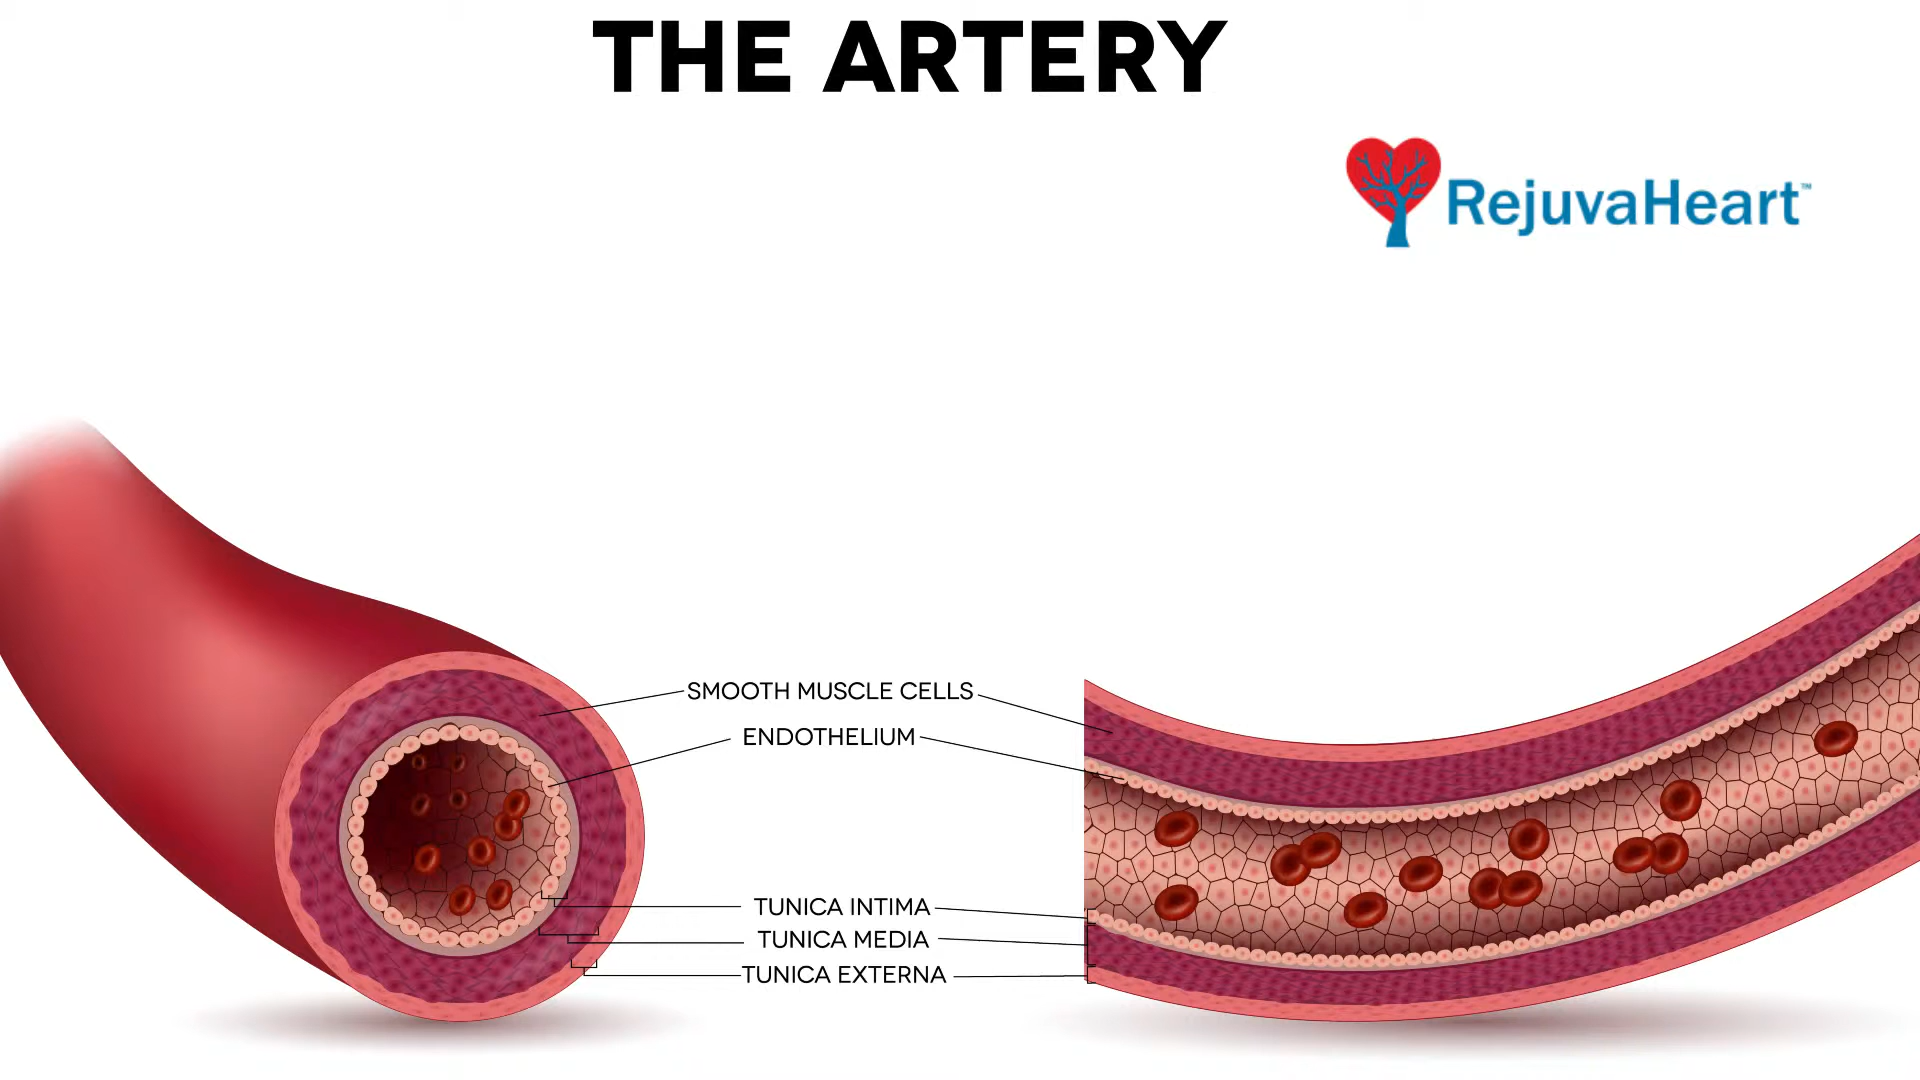 THE ARTERY
RejuvaHeart™
SMOOTH MUSCLE CELLS
ENDOTHELIUM
TUNICA INTIMA
TUNICA MEDIA
TUNICA EXTERNA